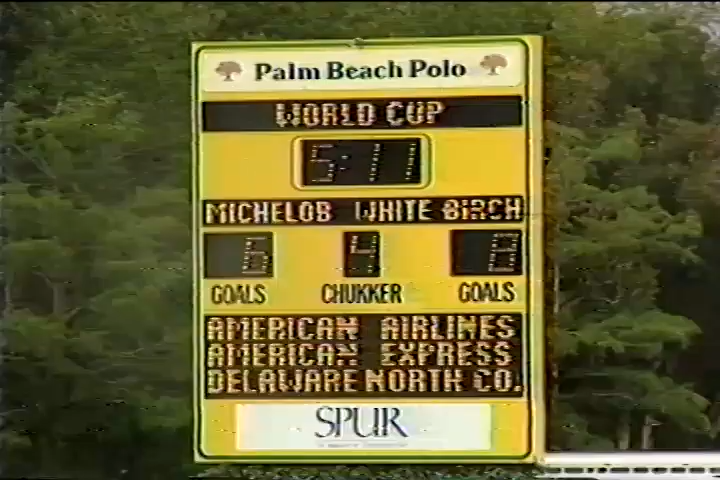 Palm Beach Polo
WORLD CUP
5:11
MICHELOB WHITE BIRCH
6 4 8
GOALS CHUKKER GOALS
AMERICAN AIRLINES
AMERICAN EXPRESS
DELAWARE NORTH CO.
SPUR